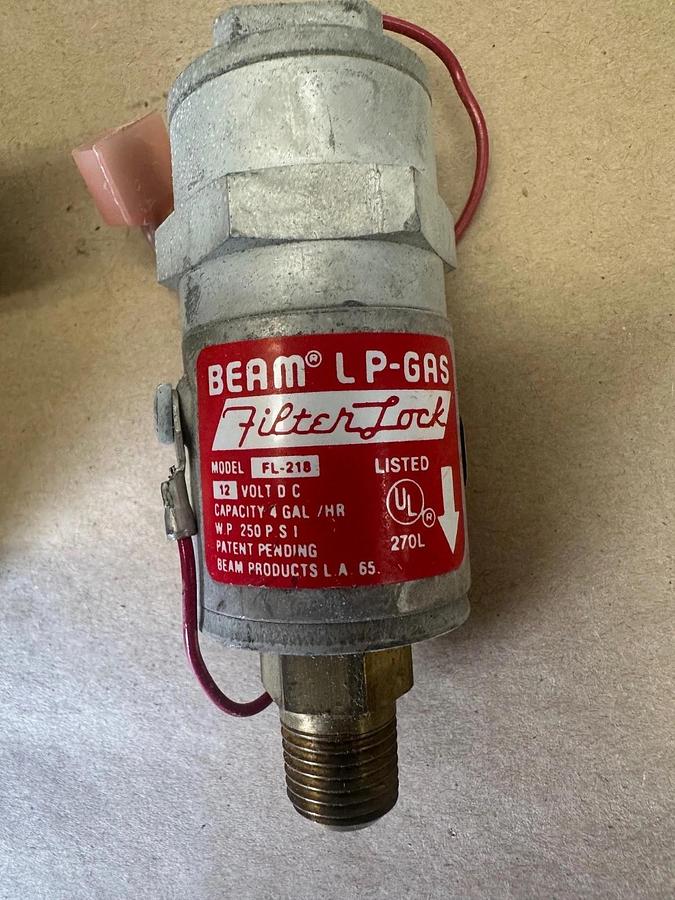 BEAM® LP-GAS
Filter Lock
MODEL FL-218
12 VOLT D C
CAPACITY 4 GAL /HR
W.P. 250 P.S I
PATENT PENDING
BEAM PRODUCTS L.A. 65.
LISTED
UL®
270L